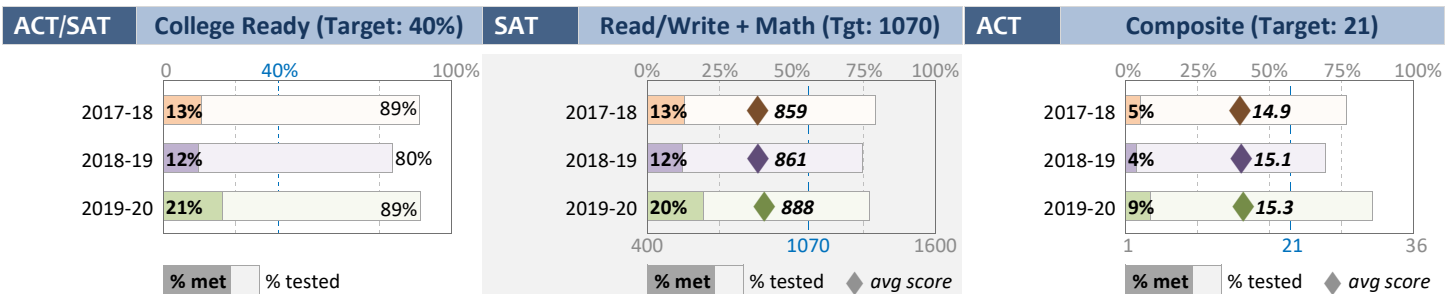 ACT/SAT College Ready (Target: 40%)
0 40% 100%
2017-18 13% 89%
2018-19 12% 80%
2019-20 21% 89%
% met % tested
SAT Read/Write + Math (Tgt: 1070)
0% 25% 50% 75% 100%
2017-18 13% 859
2018-19 12% 861
2019-20 20% 888
400 1070 1600
% met % tested avg score
ACT Composite (Target: 21)
0% 25% 50% 75% 100%
2017-18 5% 14.9
2018-19 4% 15.1
2019-20 9% 15.3
1 21 36
% met % tested avg score